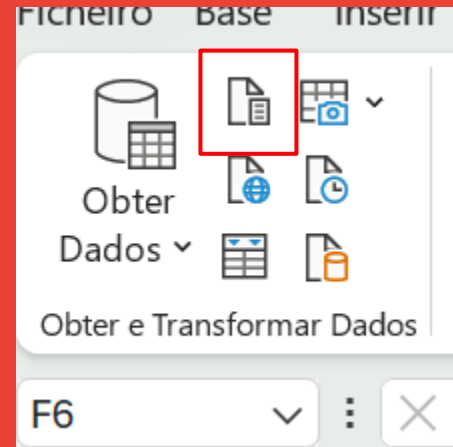 Ficheiro Base Inserir
Obter
Dados
Obter e Transformar Dados
F6